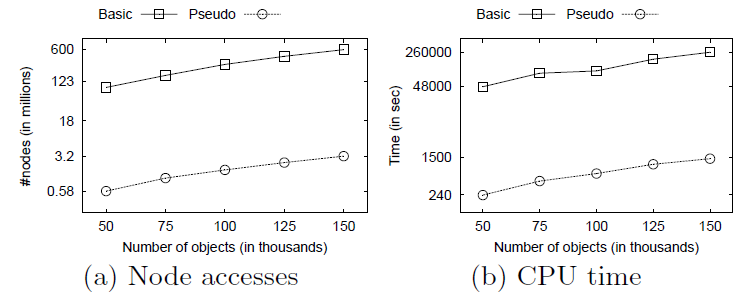 Basic Pseudo
600
123
18
3.2
0.58
#nodes (in millions)
50 75 100 125 150
Number of objects (in thousands)
(a) Node accesses
Basic Pseudo
260000
48000
1500
240
Time (in sec)
50 75 100 125 150
Number of objects (in thousands)
(b) CPU time